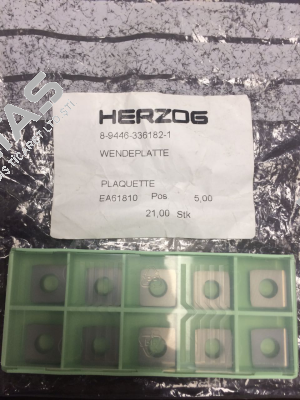 HERZOG
8-9446-336182-1
WENDEPLATTE
PLAQUETTE
EA61810 Pos 5,00
21,00 Stk